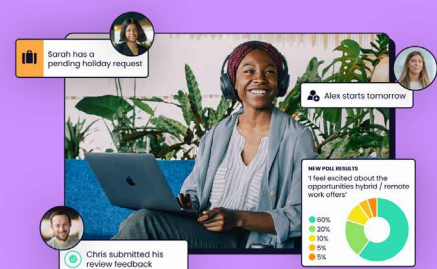 Sarah has a
pending holiday request
Alex starts tomorrow
NEW POLL RESULTS
'I feel excited about the
opportunities hybrid / remote
work offers'
60%
20%
10%
5%
5%
Chris submitted his
review feedback